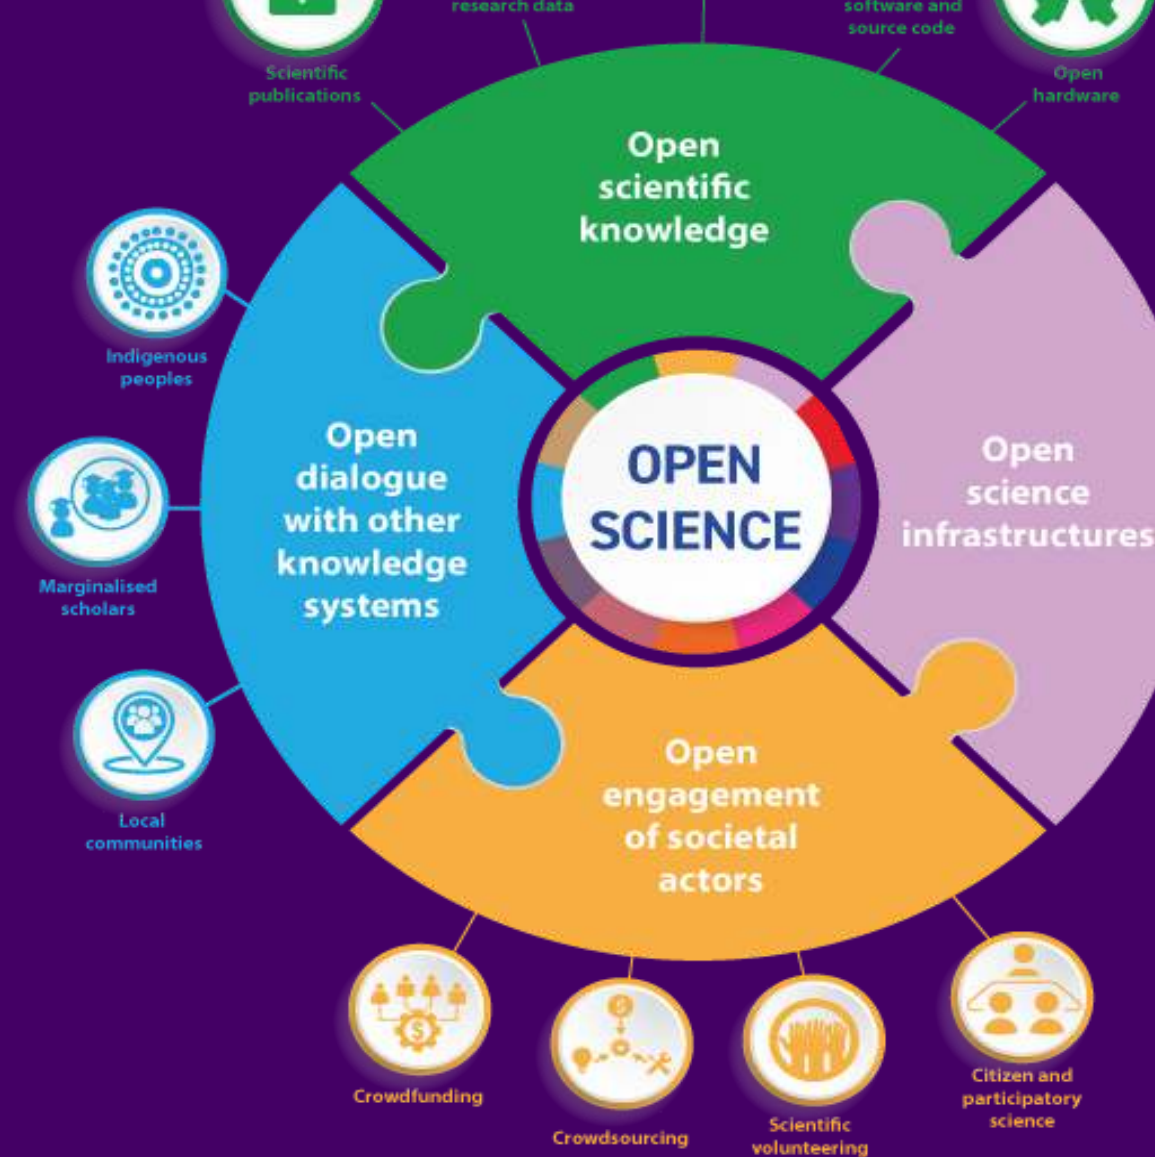 research data
software and
source code
Scientific
publications
Open
hardware
Open
scientific
knowledge
Indigenous
peoples
Open
dialogue
with other
knowledge
systems
OPEN
SCIENCE
Open
science
infrastructures
Marginalised
scholars
Local
communities
Open
engagement
of societal
actors
Crowdfunding
Crowdsourcing
Scientific
volunteering
Citizen and
participatory
science
$
$